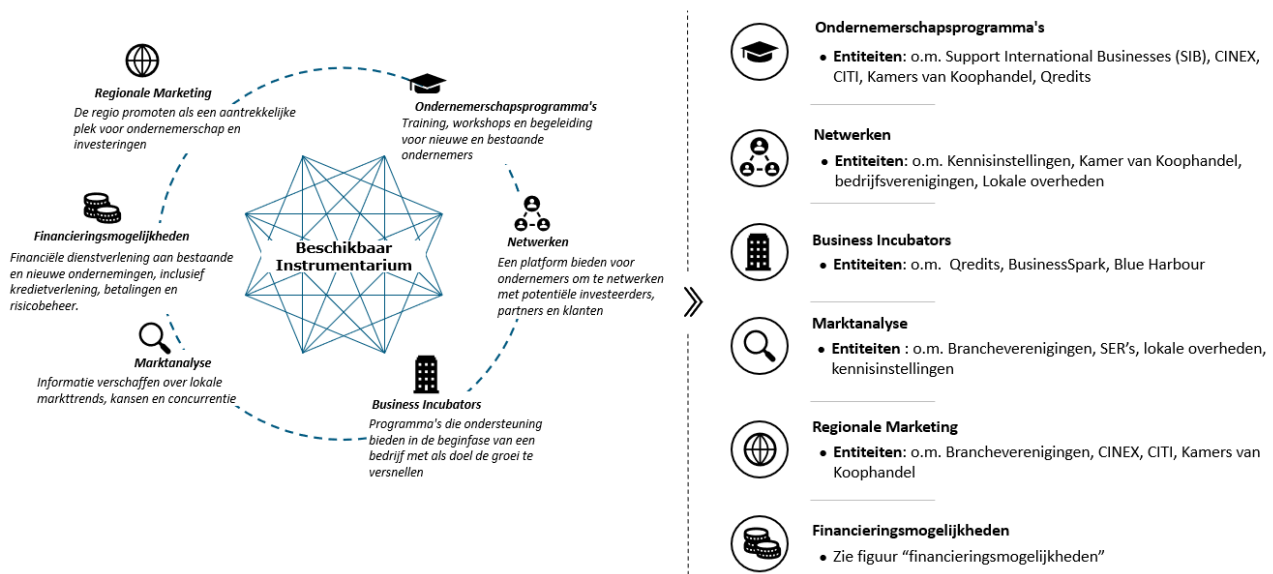 Regionale Marketing
De regio promoten als een aantrekkelijke
plek voor ondernemerschap en
investeringen
Ondernemerschapsprogramma's
Training, workshops en begeleiding
voor nieuwe en bestaande
ondernemers
Financieringsmogelijkheden
Financiële dienstverlening aan bestaande
en nieuwe ondernemingen, inclusief
kredietverlening, betalingen en
risicobeheer.
Beschikbaar
Instrumentarium
Netwerken
Een platform bieden voor
ondernemers om te netwerken
met potentiële investeerders,
partners en klanten
Marktanalyse
Informatie verschaffen over lokale
markttrends, kansen en concurrentie
Business Incubators
Programma's die ondersteuning
bieden in de beginfase van een
bedrijf met als doel de groei te
versnellen
Ondernemerschapsprogramma's
• Entiteiten: o.m. Support International Businesses (SIB), CINEX,
CITI, Kamers van Koophandel, Qredits
Netwerken
• Entiteiten: o.m. Kennisinstellingen, Kamer van Koophandel,
bedrijfsverenigingen, Lokale overheden
Business Incubators
• Entiteiten: o.m. Qredits, BusinessSpark, Blue Harbour
Marktanalyse
• Entiteiten : o.m. Brancheverenigingen, SER’s, lokale overheden,
kennisinstellingen
Regionale Marketing
• Entiteiten: o.m. Brancheverenigingen, CINEX, CITI, Kamers van
Koophandel
Financieringsmogelijkheden
• Zie figuur “financieringsmogelijkheden”